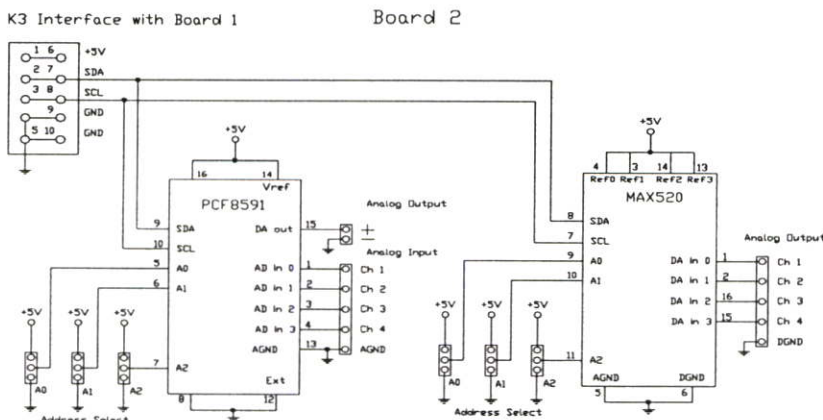 K3 Interface with Board 1
Board 2
1 6 +5V
2 7 SDA
3 8 SCL
9 GND
5 10 GND
+5V
16 14
Vref
PCF8591
9 SDA
10 SCL
5 A0
6 A1
7 A2
DA out 15
Analog Output
+
−
Analog Input
AD in 0 1 Ch 1
AD in 1 2 Ch 2
AD in 2 3 Ch 3
AD in 3 4 Ch 4
AGND 13 AGND
Ext
8 12
+5V +5V +5V
A0 A1 A2
Address Select
+5V
4 3 14 13
Ref0 Ref1 Ref2 Ref3
MAX520
8 SDA
7 SCL
9 A0
10 A1
11 A2
Analog Output
DA in 0 1 Ch 1
DA in 1 2 Ch 2
DA in 2 16 Ch 3
DA in 3 15 Ch 4
DGND
AGND DGND
5 6
+5V +5V +5V
A0 A1 A2
Address Select